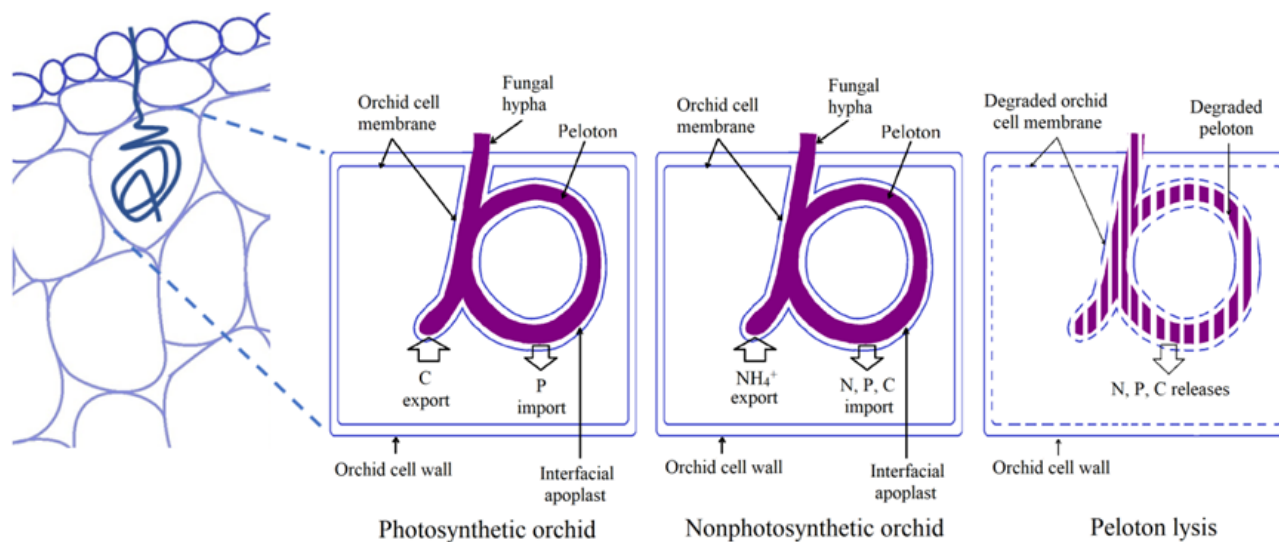 Orchid cell
membrane
Fungal
hypha
Peloton
C
export
P
import
Orchid cell wall
Interfacial
apoplast
Photosynthetic orchid
Orchid cell
membrane
Fungal
hypha
Peloton
NH₄⁺
export
N, P, C
import
Orchid cell wall
Interfacial
apoplast
Nonphotosynthetic orchid
Degraded orchid
cell membrane
Degraded
peloton
N, P, C releases
Orchid cell wall
Peloton lysis